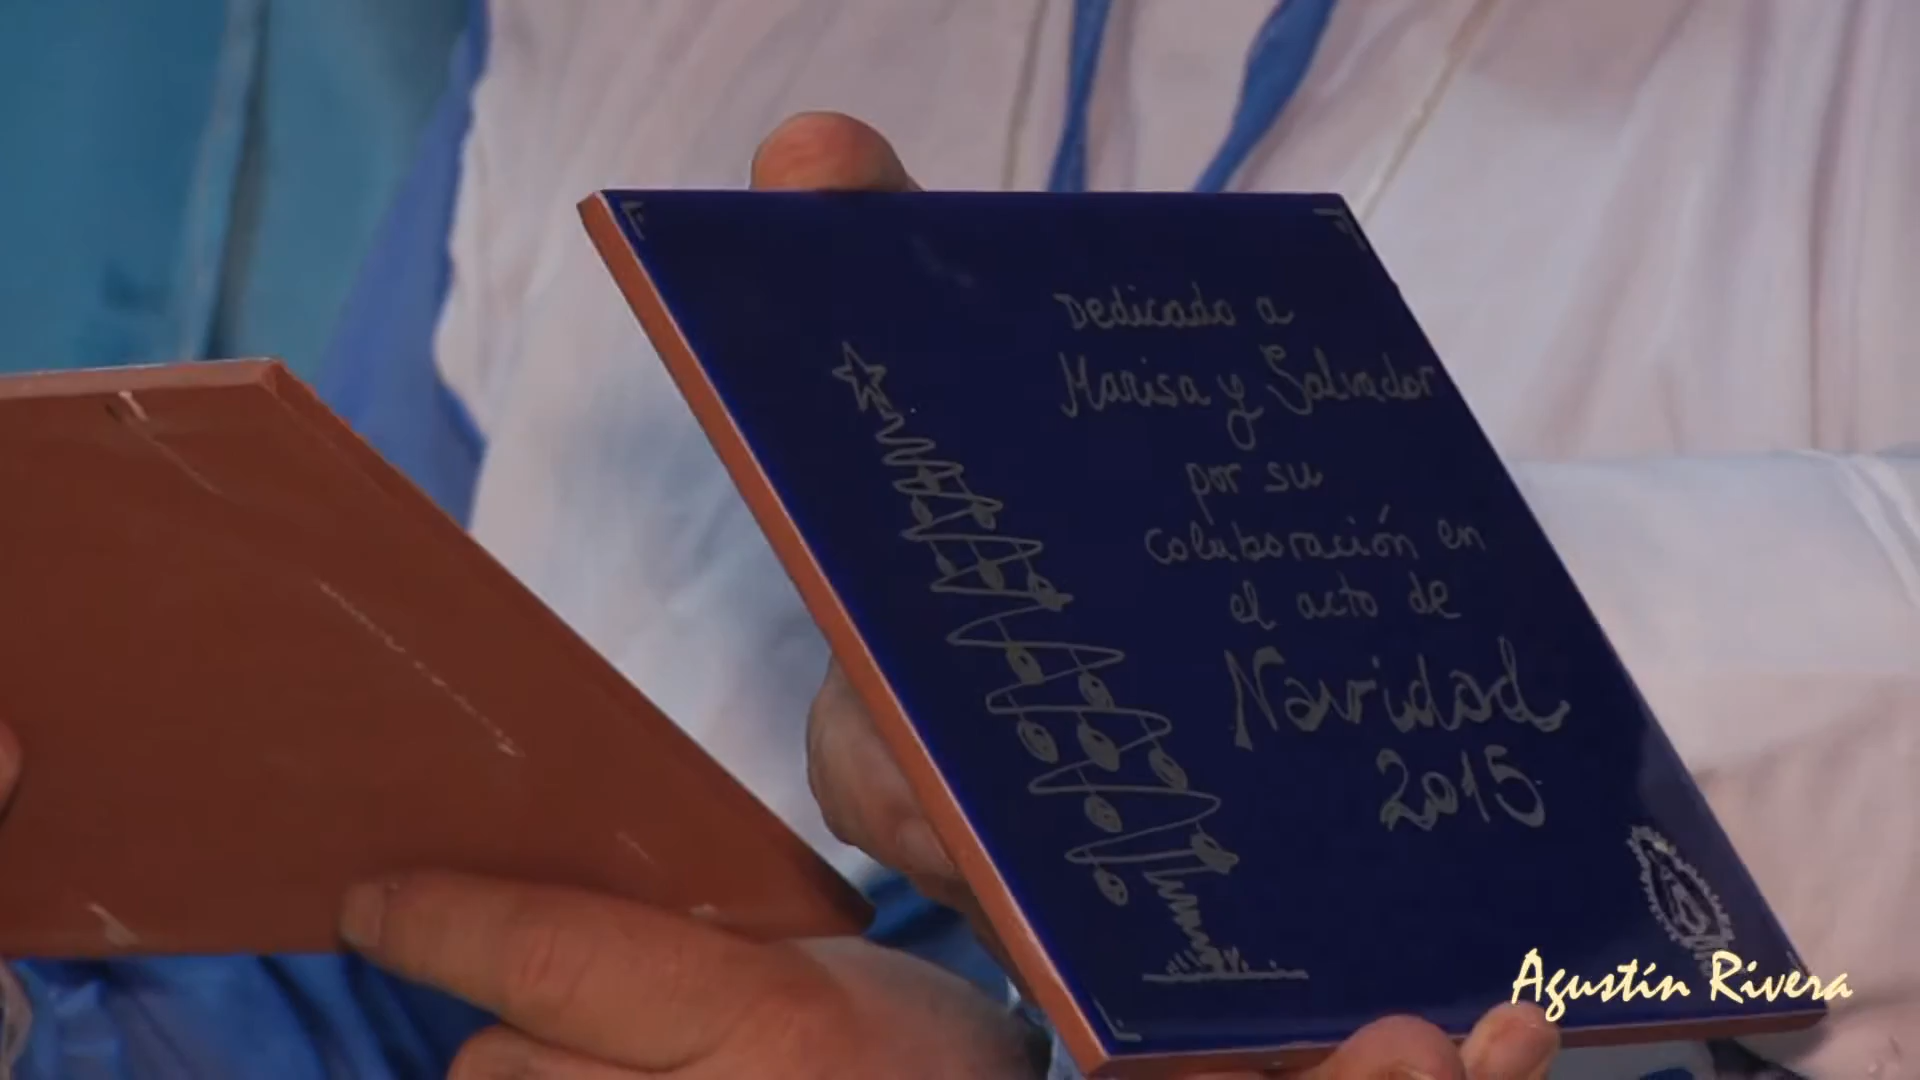 Dedicado a
Marisa y Salvador
por su
colaboración en
el acto de
Navidad
2015
Agustín Rivera